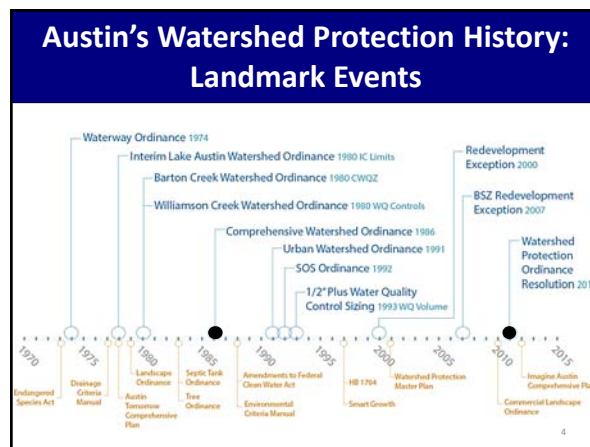 Austin's Watershed Protection History:
Landmark Events
Waterway Ordinance 1974
Interim Lake Austin Watershed Ordinance 1980 IC Limits
Barton Creek Watershed Ordinance 1980 CWQZ
Williamson Creek Watershed Ordinance 1980 WQ Controls
Comprehensive Watershed Ordinance 1986
Urban Watershed Ordinance 1991
SOS Ordinance 1992
1/2" Plus Water Quality
Control Sizing 1993 WQ Volume
Redevelopment
Exception 2000
BSZ Redevelopment
Exception 2007
Watershed
Protection
Ordinance
Resolution 201
1970
1975
1980
1985
1990
1995
2000
2005
2010
2015
Endangered
Species Act
Drainage
Criteria
Manual
Austin
Tomorrow
Comprehensive
Plan
Landscape
Ordinance
Septic Tank
Ordinance
Tree
Ordinance
Amendments to Federal
Clean Water Act
Environmental
Criteria Manual
HB 1704
Smart Growth
Watershed Protection
Master Plan
Commercial Landscape
Ordinance
Imagine Austin
Comprehensive Pla
4